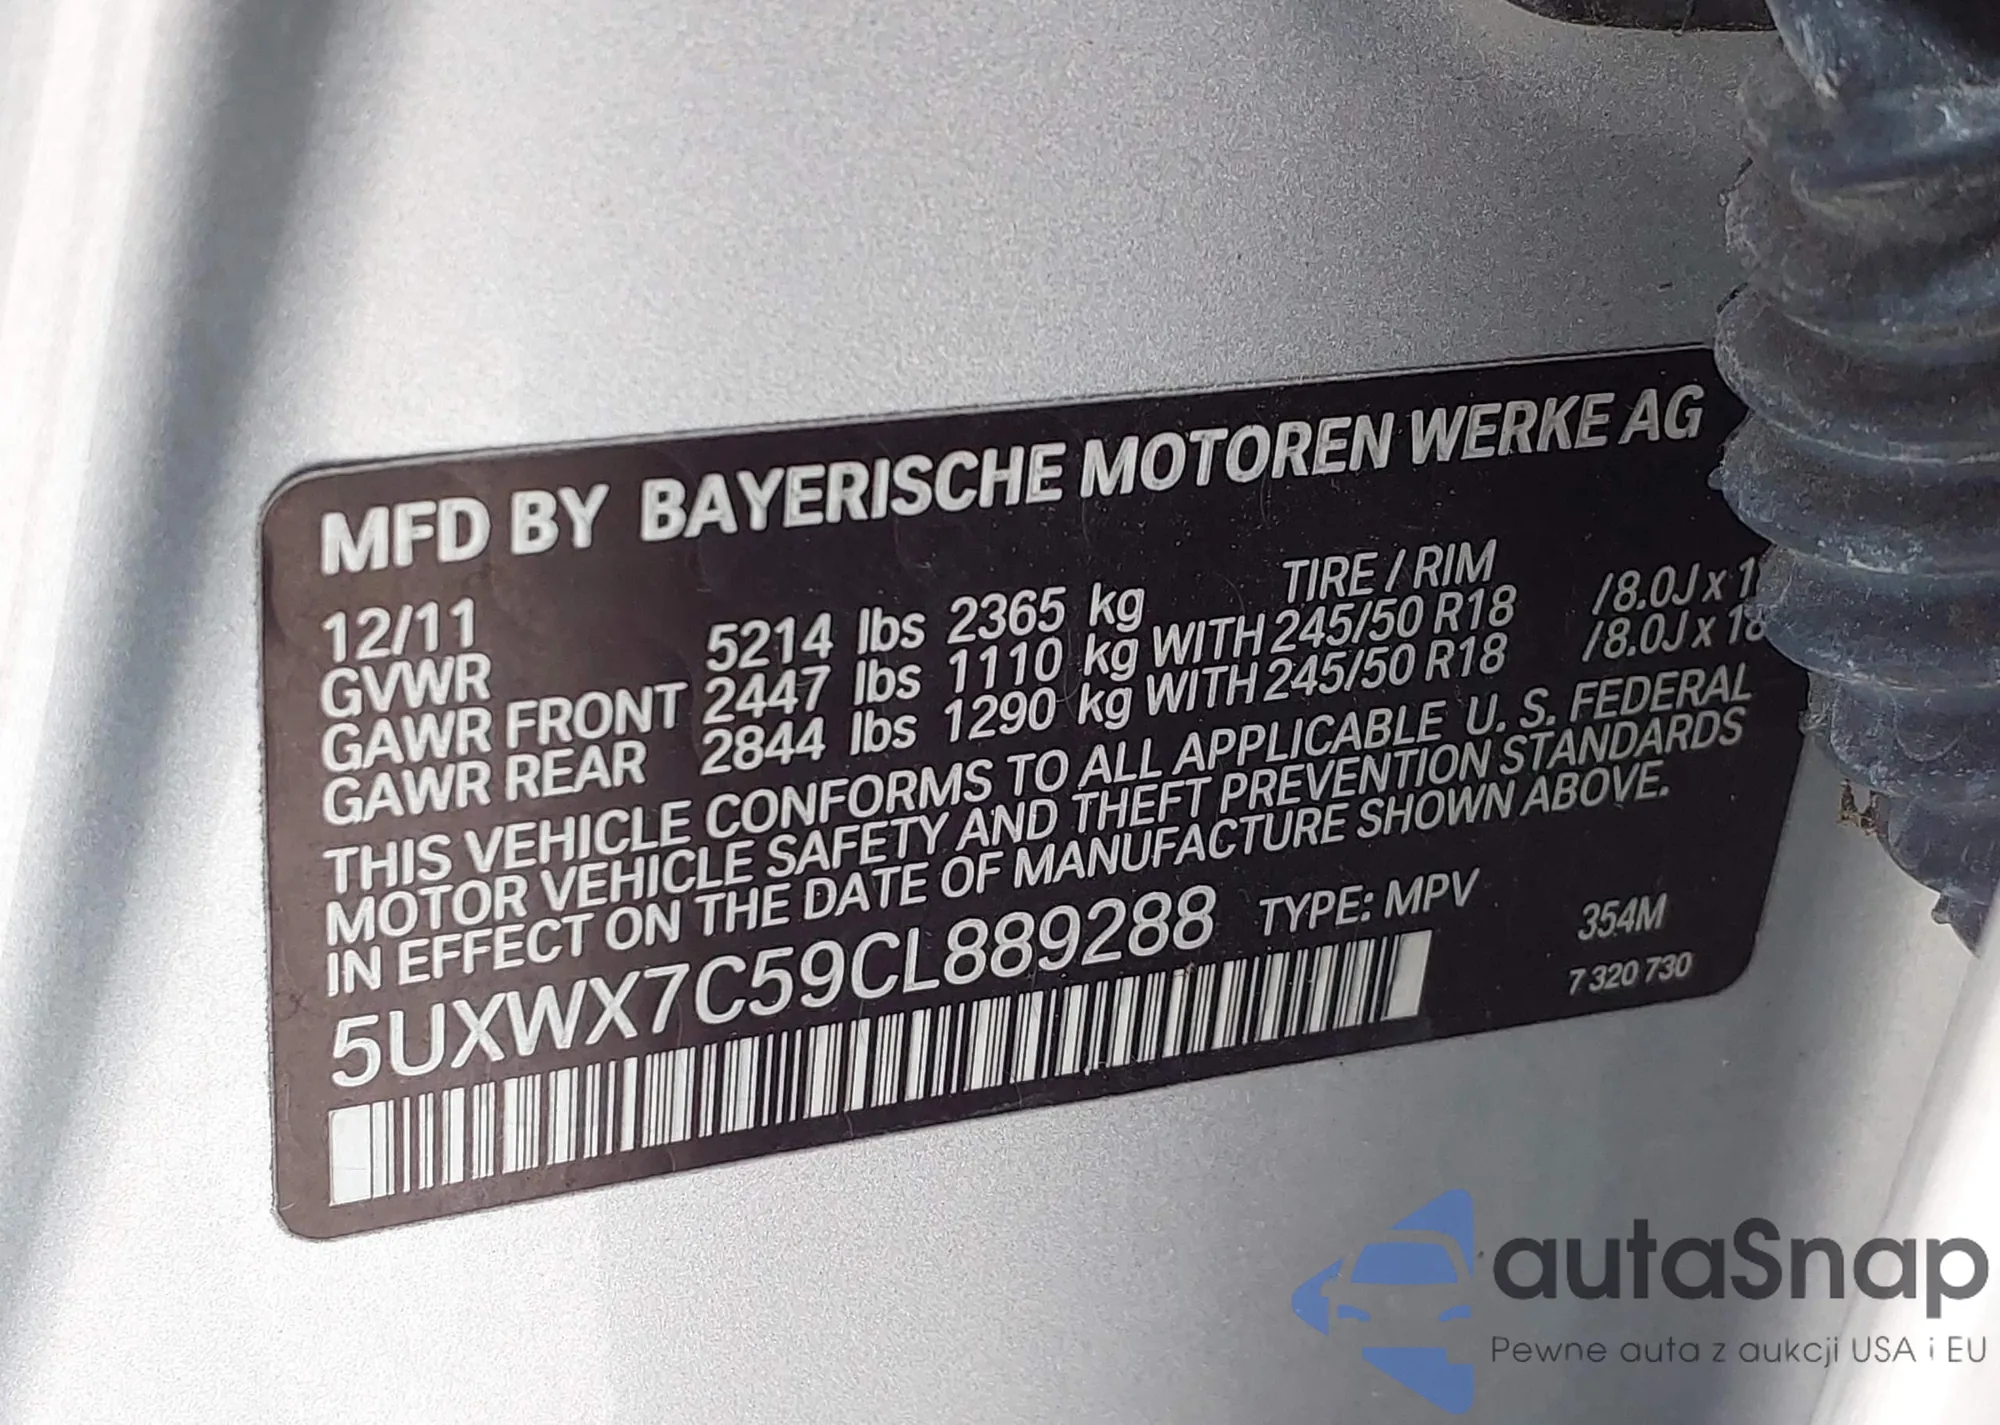 MFD BY BAYERISCHE MOTOREN WERKE AG
12/11 TIRE / RIM
GVWR 5214 lbs 2365 kg
GAWR FRONT 2447 lbs 1110 kg WITH 245/50 R18 /8.0J x
GAWR REAR 2844 lbs 1290 kg WITH 245/50 R18 /8.0J x 18
THIS VEHICLE CONFORMS TO ALL APPLICABLE U. S. FEDERAL
MOTOR VEHICLE SAFETY AND THEFT PREVENTION STANDARDS
IN EFFECT ON THE DATE OF MANUFACTURE SHOWN ABOVE.
5UXWX7C59CL889288 TYPE: MPV 354M
7 320 730
autaSnap
Pewne auta z aukcji USA i EU